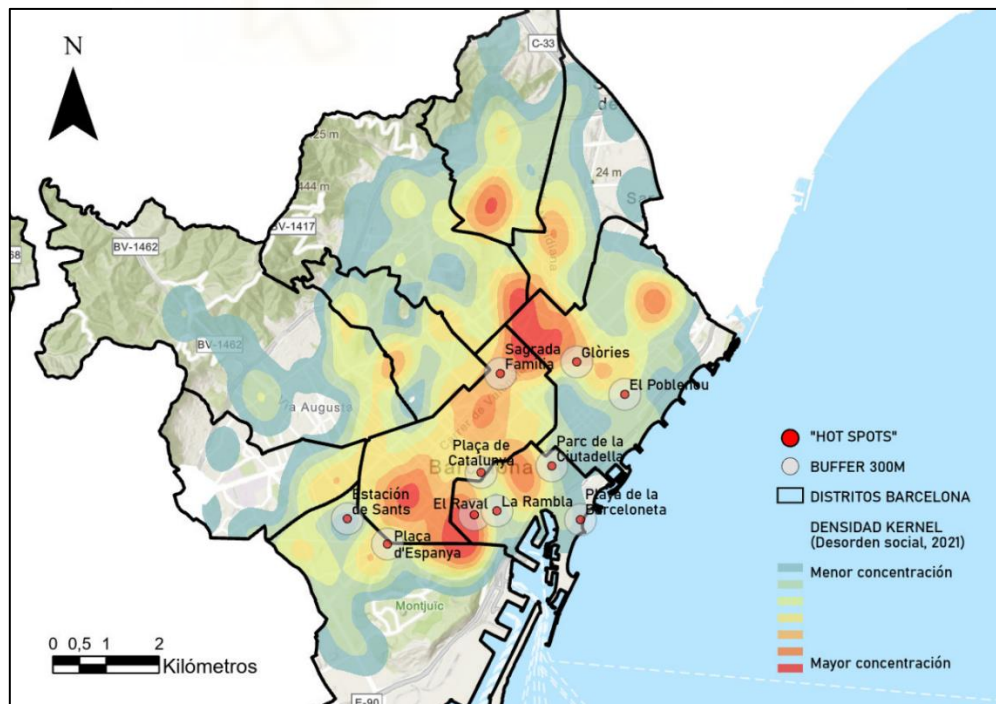 N
C-33
25 m
444 m
24 m
BV-1417
BV-1462
68
BV-1462
Sagrada
Familia
Glòries
El Poblenou
Via Augusta
Plaça de
Catalunya
Parc de la
Ciutadella
Barcelona
Estación
de Sants
El Raval
La Rambla
Playa de la
Barceloneta
Plaça
d'Espanya
Montjuïc
E-90
"HOT SPOTS"
BUFFER 300M
DISTRITOS BARCELONA
DENSIDAD KERNEL
(Desorden social, 2021)
Menor concentración
Mayor concentración
0 0,5 1 2
Kilómetros